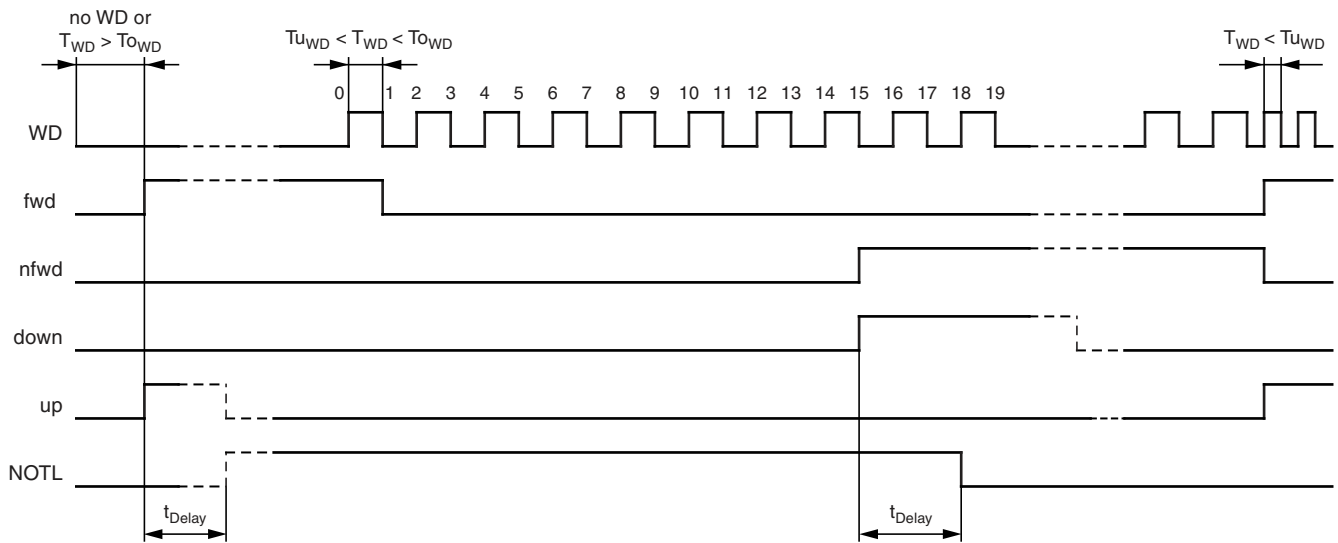 no WD or
T_WD > To_WD
Tu_WD < T_WD < To_WD
T_WD < Tu_WD
0 1 2 3 4 5 6 7 8 9 10 11 12 13 14 15 16 17 18 19
WD
fwd
nfwd
down
up
NOTL
t_Delay
t_Delay